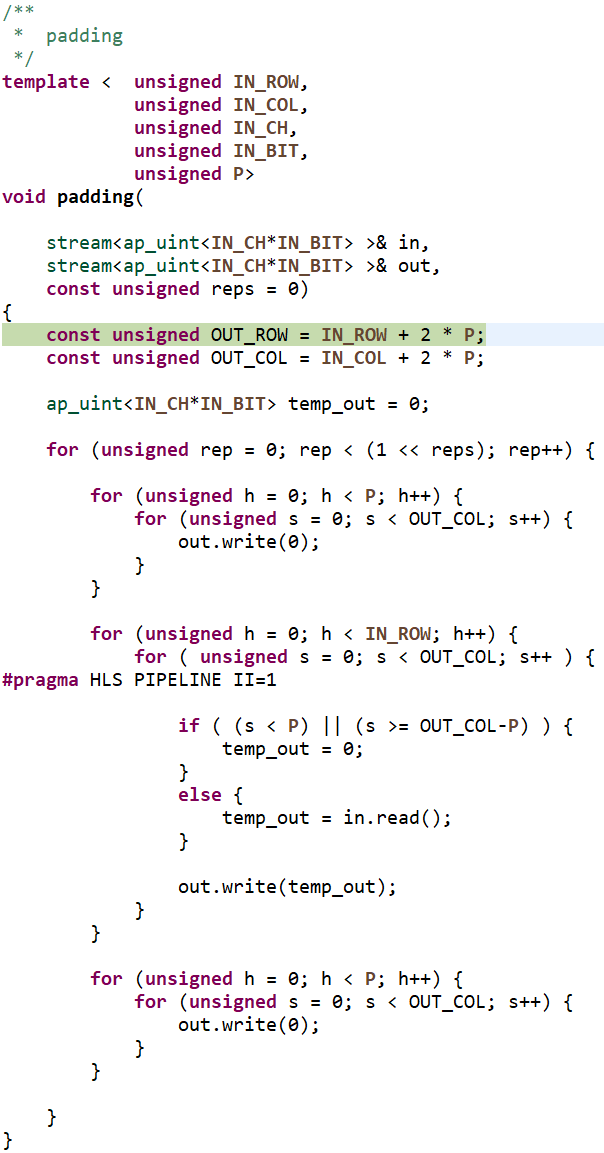 /**
 *  padding
 */
template <  unsigned IN_ROW,
            unsigned IN_COL,
            unsigned IN_CH,
            unsigned IN_BIT,
            unsigned P>
void padding(
    stream<ap_uint<IN_CH*IN_BIT> >& in,
    stream<ap_uint<IN_CH*IN_BIT> >& out,
    const unsigned reps = 0)
{
    const unsigned OUT_ROW = IN_ROW + 2 * P;
    const unsigned OUT_COL = IN_COL + 2 * P;
    ap_uint<IN_CH*IN_BIT> temp_out = 0;
    for (unsigned rep = 0; rep < (1 << reps); rep++) {
        for (unsigned h = 0; h < P; h++) {
            for (unsigned s = 0; s < OUT_COL; s++) {
                out.write(0);
            }
        }
        for (unsigned h = 0; h < IN_ROW; h++) {
            for ( unsigned s = 0; s < OUT_COL; s++ ) {
#pragma HLS PIPELINE II=1
                if ( (s < P) || (s >= OUT_COL-P) ) {
                    temp_out = 0;
                }
                else {
                    temp_out = in.read();
                }
                out.write(temp_out);
            }
        }
        for (unsigned h = 0; h < P; h++) {
            for (unsigned s = 0; s < OUT_COL; s++) {
                out.write(0);
            }
        }
    }
}